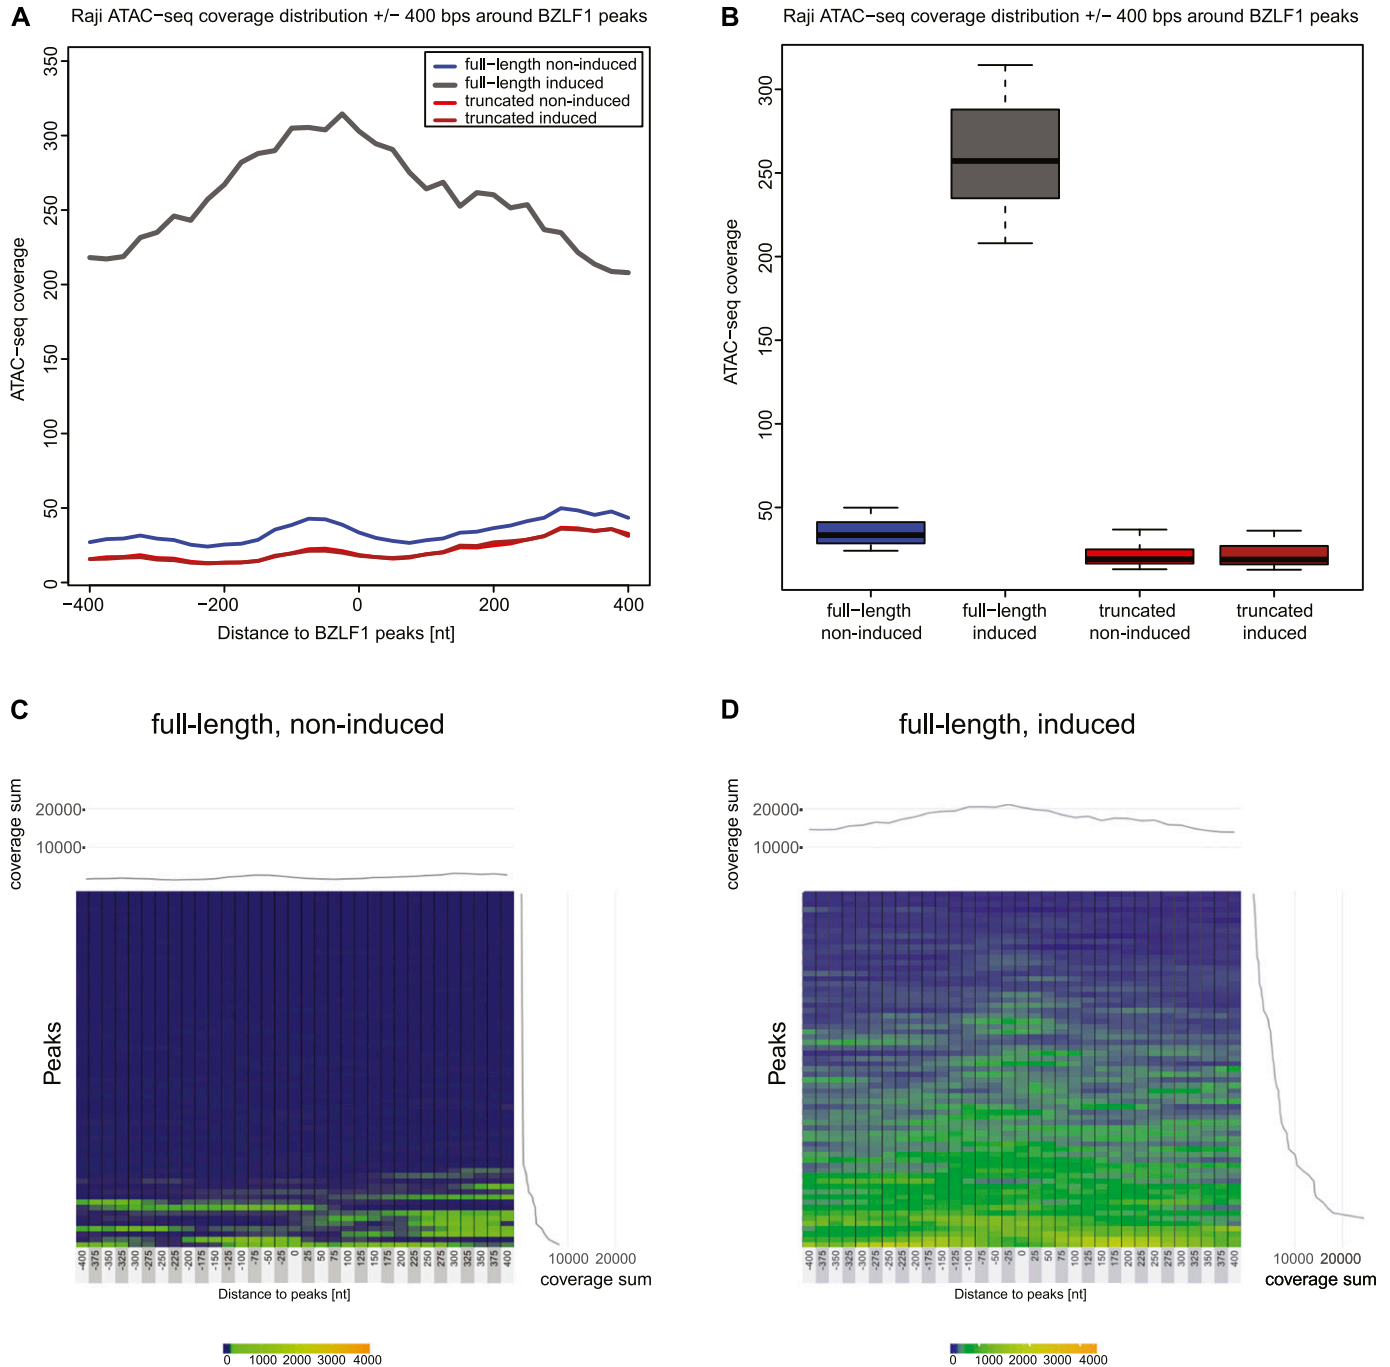 A
Raji ATAC−seq coverage distribution +/− 400 bps around BZLF1 peaks
350
300
250
200
150
100
50
0
ATAC−seq coverage
full−length non−induced
full−length induced
truncated non−induced
truncated induced
−400
−200
0
200
400
Distance to BZLF1 peaks [nt]
B
Raji ATAC−seq coverage distribution +/− 400 bps around BZLF1 peaks
300
250
200
150
100
50
ATAC−seq coverage
full−length
non−induced
full−length
induced
truncated
non−induced
truncated
induced
C
full-length, non-induced
coverage sum
20000
10000
Peaks
-400 -375 -350 -325 -300 -275 -250 -225 -200 -175 -150 -125 -100 -75 -50 -25 0 25 50 75 100 125 150 175 200 225 250 275 300 325 350 375 400
Distance to peaks [nt]
10000 20000
coverage sum
0 1000 2000 3000 4000
D
full-length, induced
coverage sum
20000
10000
Peaks
-400 -375 -350 -325 -300 -275 -250 -225 -200 -175 -150 -125 -100 -75 -50 -25 0 25 50 75 100 125 150 175 200 225 250 275 300 325 350 375 400
Distance to peaks [nt]
10000 20000
coverage sum
0 1000 2000 3000 4000